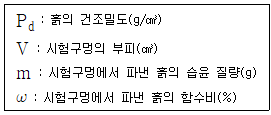 Pd : 흙의 건조밀도(g/㎤)
V : 시험구멍의 부피(㎤)
m : 시험구멍에서 파낸 흙의 습윤 질량(g)
ω : 시험구멍에서 파낸 흙의 함수비(%)